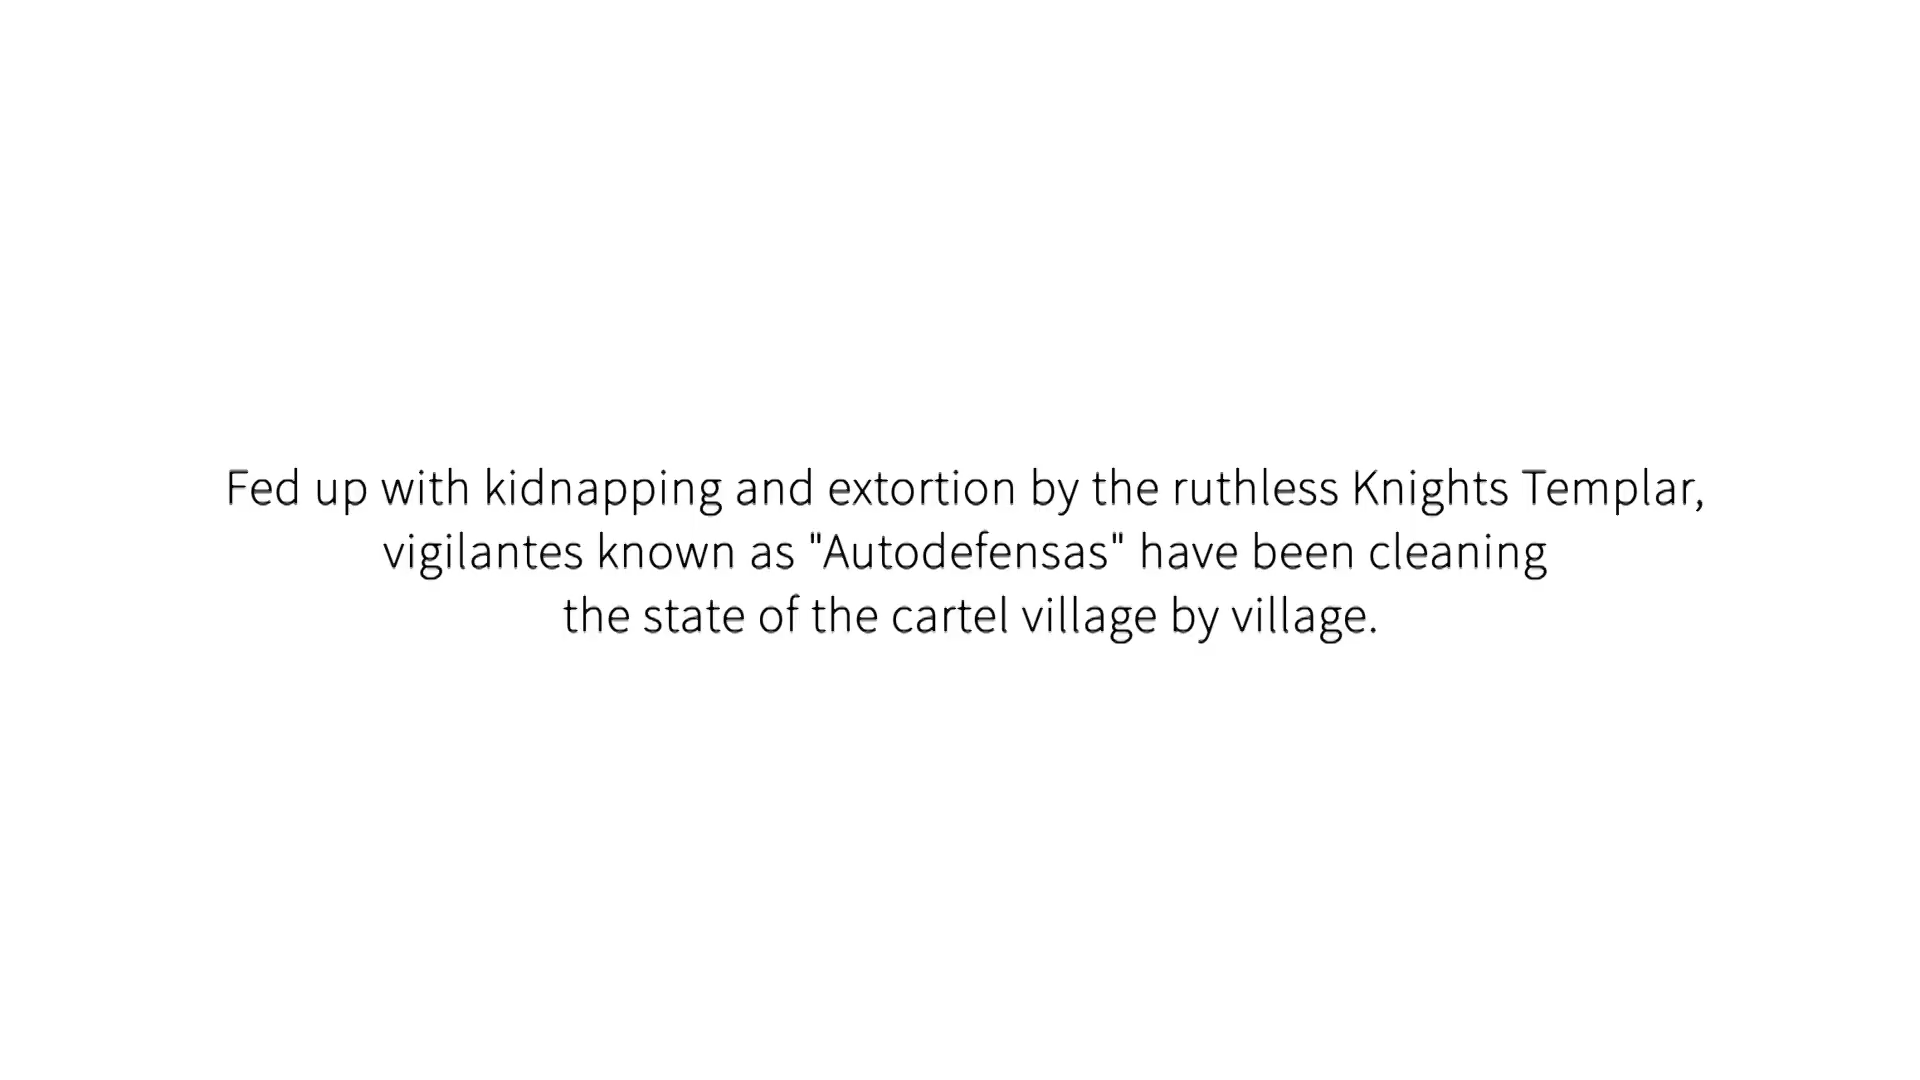 Fed up with kidnapping and extortion by the ruthless Knights Templar,
vigilantes known as "Autodefensas" have been cleaning
the state of the cartel village by village.